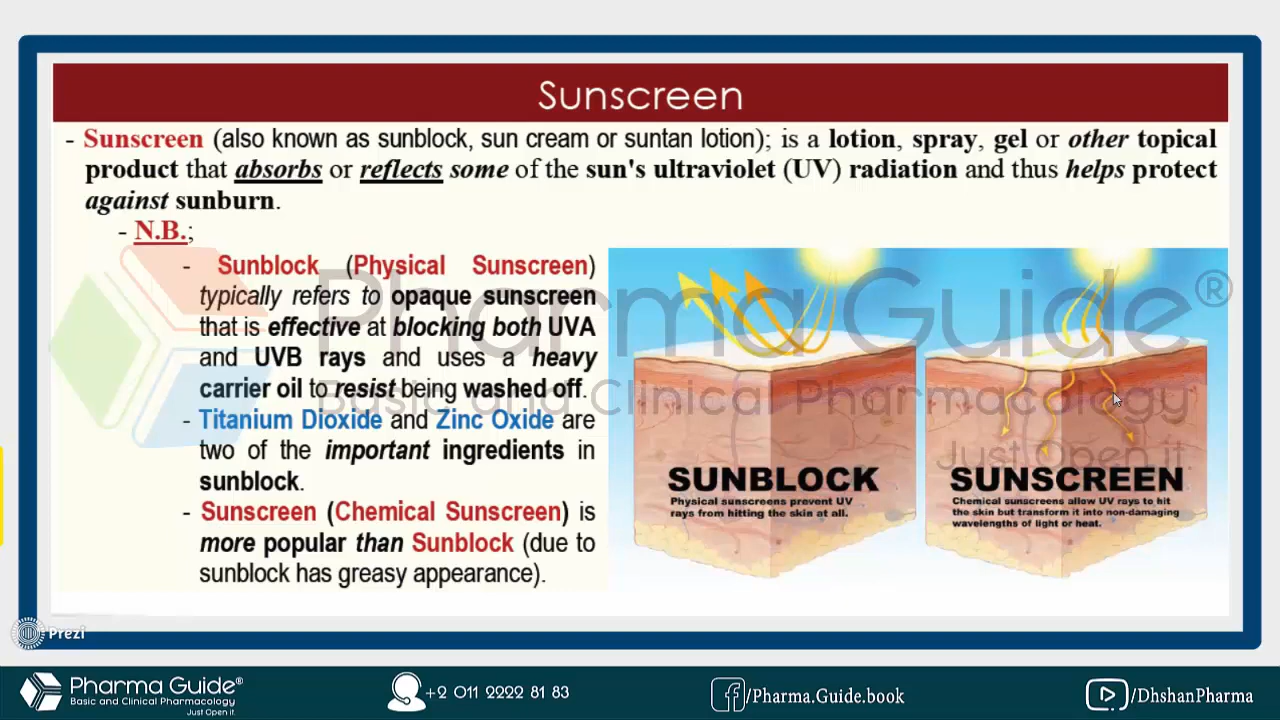 Sunscreen
- Sunscreen (also known as sunblock, sun cream or suntan lotion); is a lotion, spray, gel or other topical
product that absorbs or reflects some of the sun's ultraviolet (UV) radiation and thus helps protect
against sunburn.
- N.B.;
- Sunblock (Physical Sunscreen)
typically refers to opaque sunscreen
that is effective at blocking both UVA
and UVB rays and uses a heavy
carrier oil to resist being washed off.
- Titanium Dioxide and Zinc Oxide are
two of the important ingredients in
sunblock.
- Sunscreen (Chemical Sunscreen) is
more popular than Sunblock (due to
sunblock has greasy appearance).
SUNBLOCK
Physical sunscreens prevent UV
rays from hitting the skin at all.
SUNSCREEN
Chemical sunscreens allow UV rays to hit
the skin but transform it into non-damaging
wavelengths of light or heat.
Pharma Guide®
Basic and Clinical Pharmacology
Just Open it.
Prezi
Pharma Guide®
Basic and Clinical Pharmacology
Just Open it.
+2 011 2222 81 83
/Pharma.Guide.book
/DhshanPharma